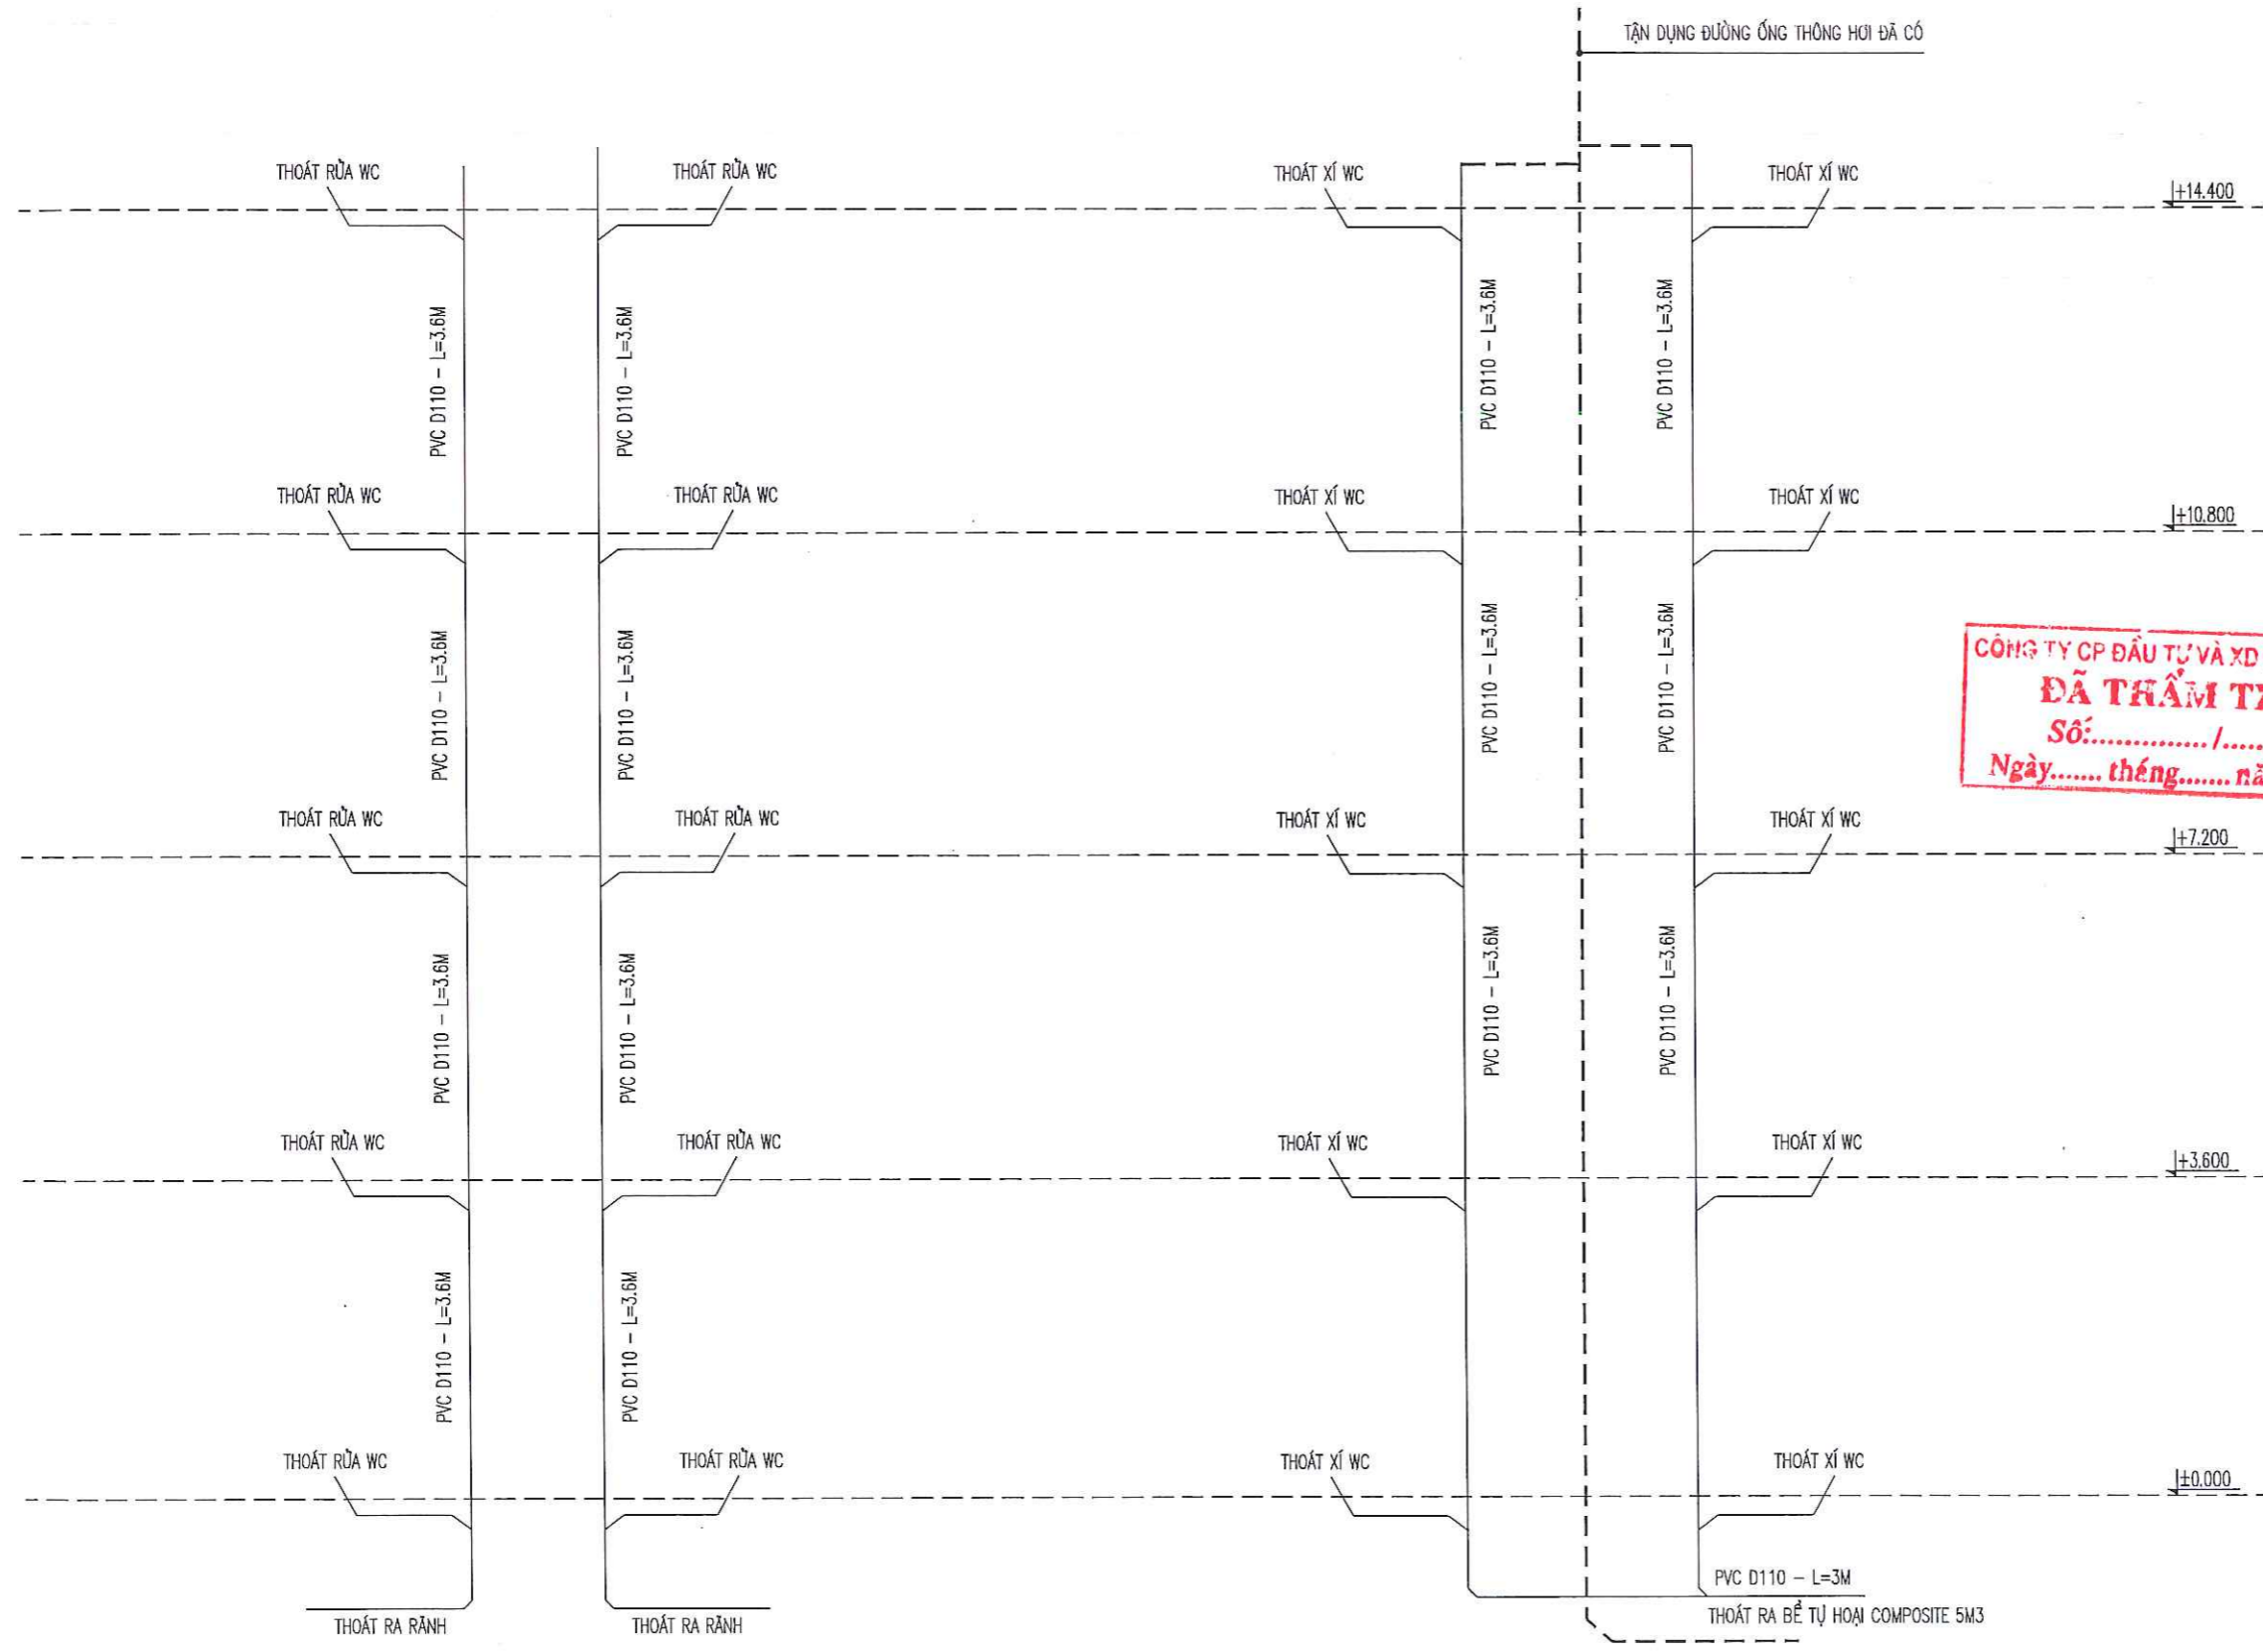 TẬN DỤNG ĐƯỜNG ỐNG THÔNG HƠI ĐÃ CÓ
THOÁT RỬA WC
THOÁT RỬA WC
THOÁT XÍ WC
THOÁT XÍ WC
+14.400
PVC D110 - L=3.6M
PVC D110 - L=3.6M
PVC D110 - L=3.6M
PVC D110 - L=3.6M
THOÁT RỬA WC
THOÁT RỬA WC
THOÁT XÍ WC
THOÁT XÍ WC
+10.800
PVC D110 - L=3.6M
PVC D110 - L=3.6M
PVC D110 - L=3.6M
PVC D110 - L=3.6M
CÔNG TY CP ĐẦU TƯ VÀ XD
ĐÃ THẨM
Số:............... /......
Ngày....... tháng.......
THOÁT RỬA WC
THOÁT RỬA WC
THOÁT XÍ WC
THOÁT XÍ WC
+7.200
PVC D110 - L=3.6M
PVC D110 - L=3.6M
PVC D110 - L=3.6M
PVC D110 - L=3.6M
THOÁT RỬA WC
THOÁT RỬA WC
THOÁT XÍ WC
THOÁT XÍ WC
+3.600
PVC D110 - L=3.6M
PVC D110 - L=3.6M
THOÁT RỬA WC
THOÁT RỬA WC
THOÁT XÍ WC
THOÁT XÍ WC
±0.000
PVC D110 - L=3M
THOÁT RA RÃNH
THOÁT RA RÃNH
THOÁT RA BỂ TỰ HOẠI COMPOSITE 5M3